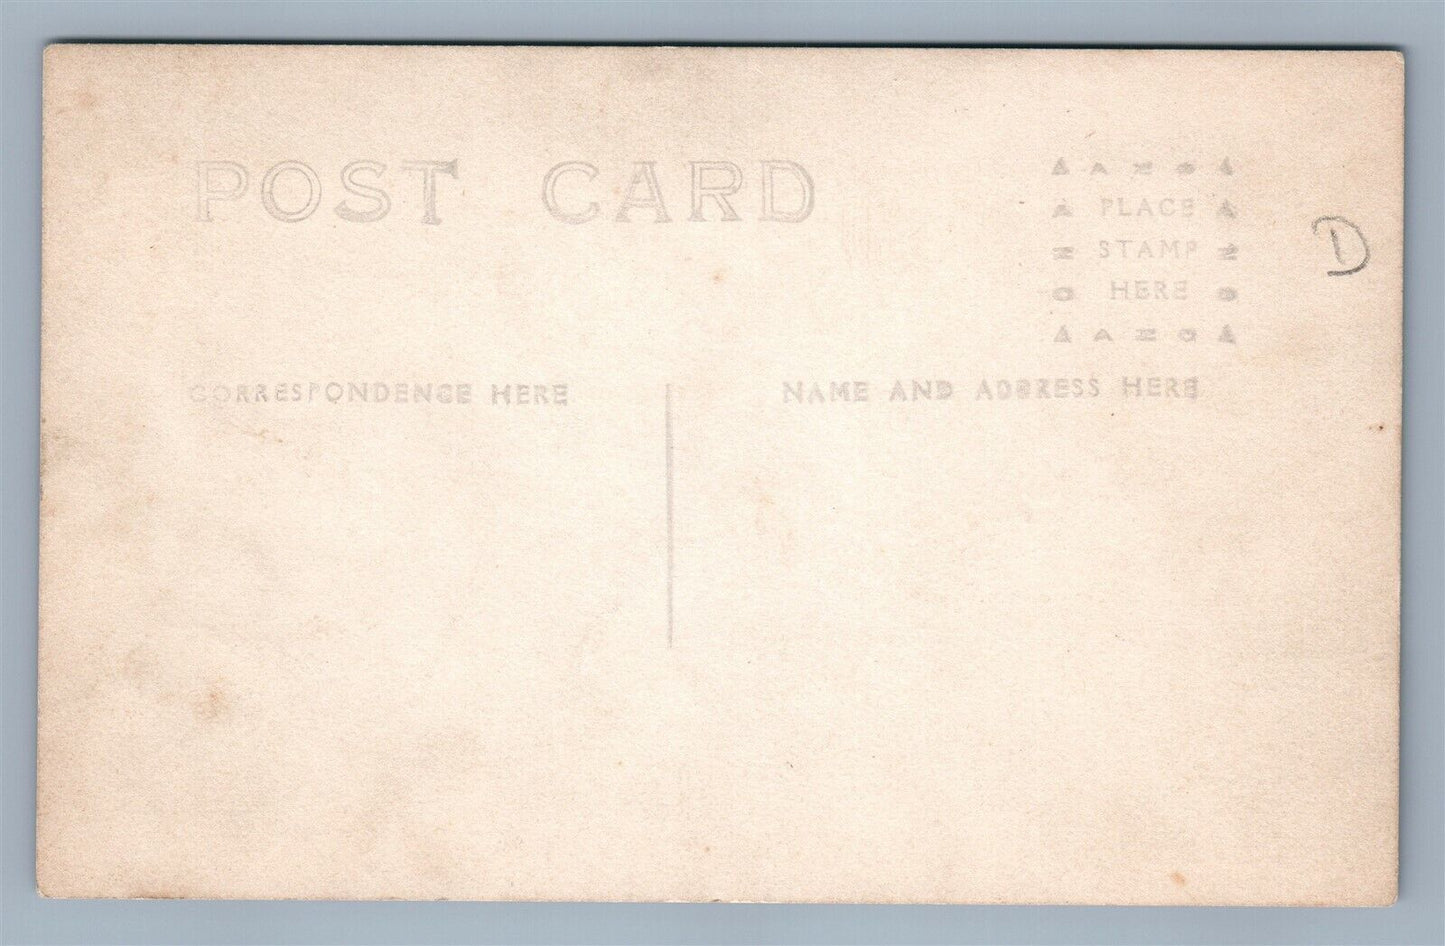 POST CARD
▲ A Z O ▲
A PLACE A
Z STAMP Z
O HERE O
▲ A Z O ▲
D
CORRESPONDENCE HERE
NAME AND ADDRESS HERE